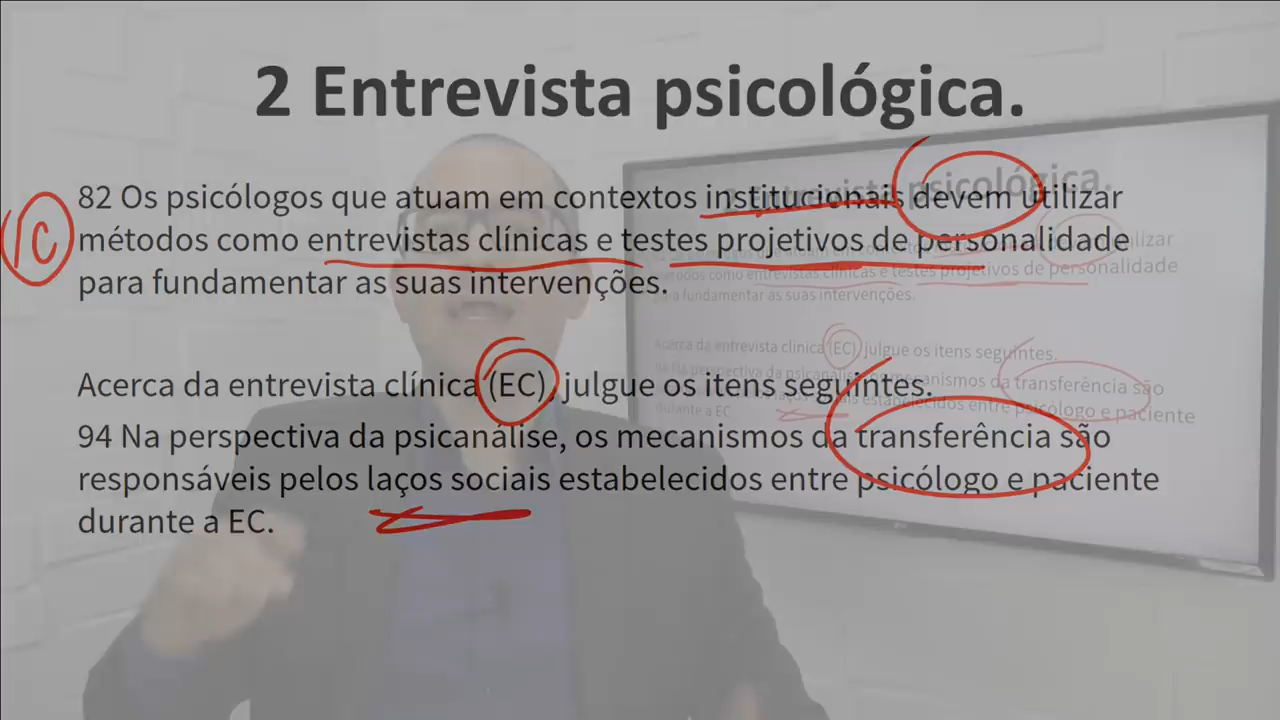 2 Entrevista psicológica.
82 Os psicólogos que atuam em contextos institucionais devem utilizar
métodos como entrevistas clínicas e testes projetivos de personalidade
para fundamentar as suas intervenções.
IC
Acerca da entrevista clínica (EC), julgue os itens seguintes.
94 Na perspectiva da psicanálise, os mecanismos da transferência são
responsáveis pelos laços sociais estabelecidos entre psicólogo e paciente
durante a EC.